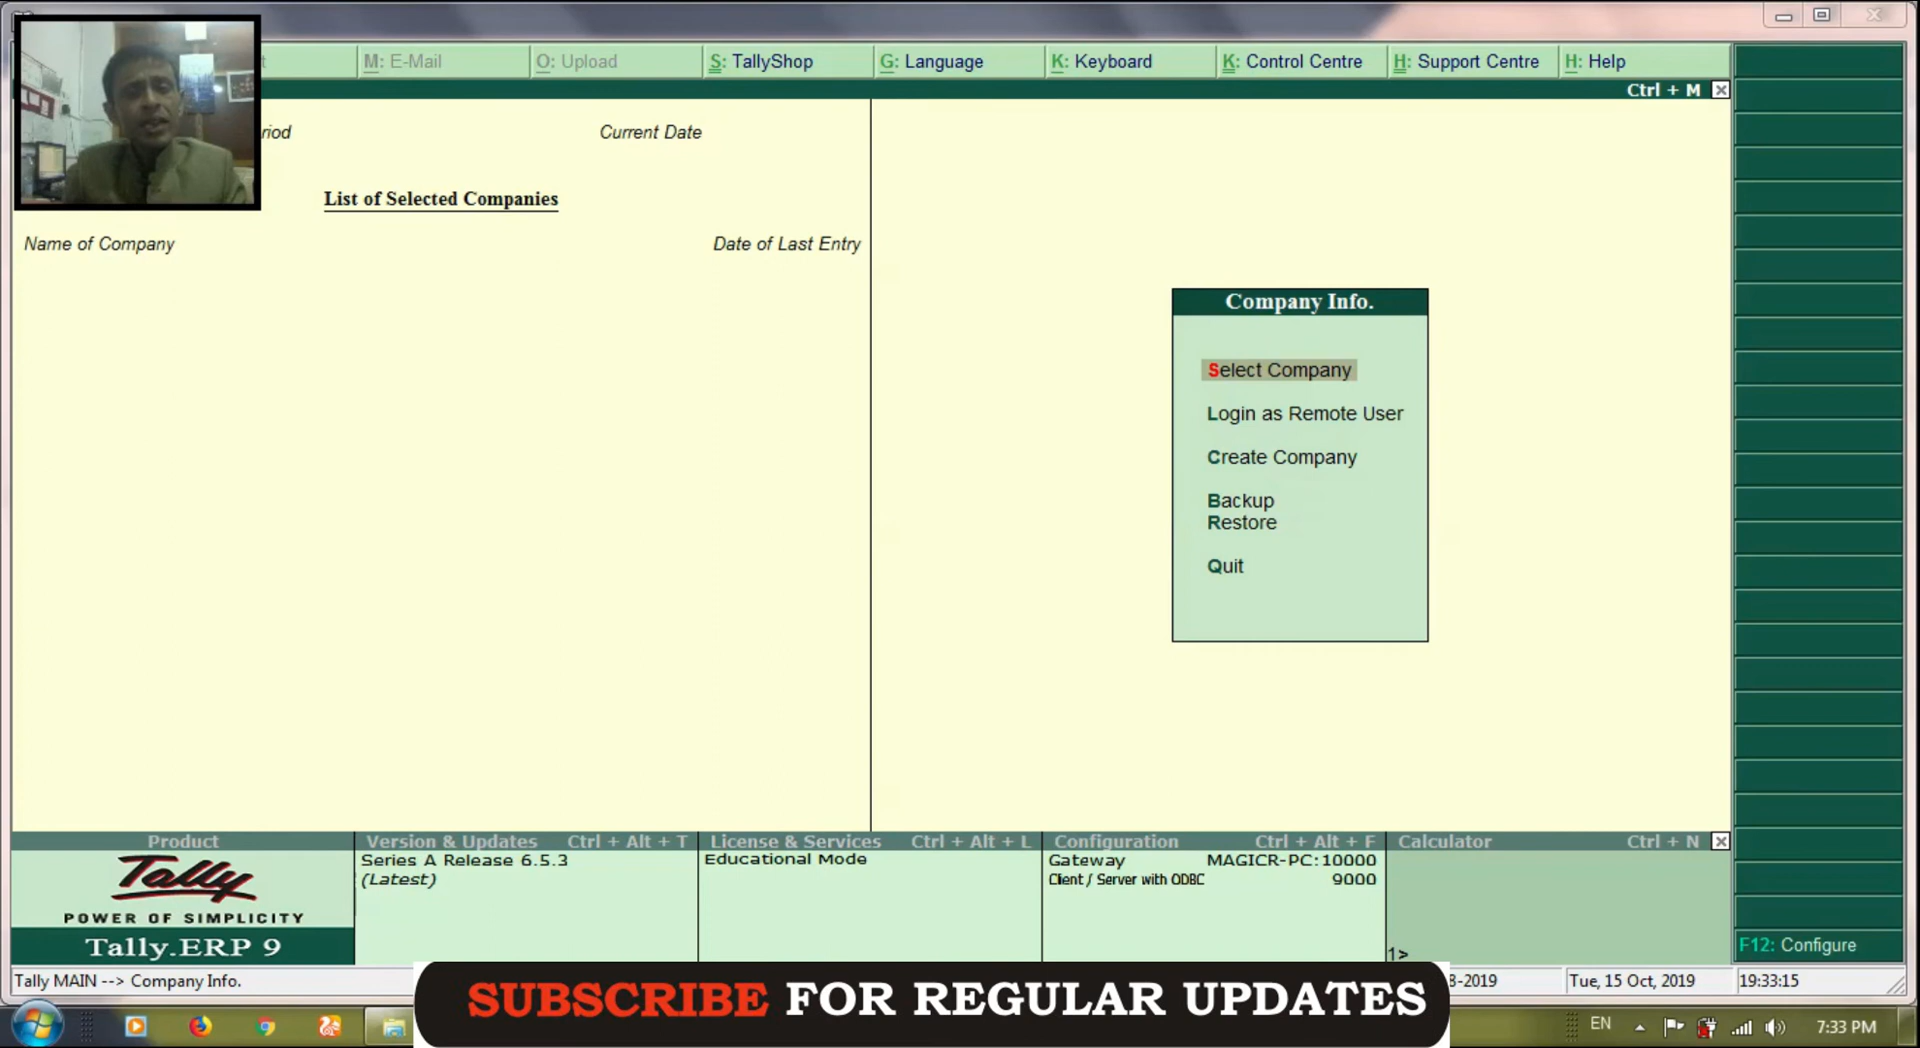 M: E-Mail
O: Upload
S: TallyShop
G: Language
K: Keyboard
K: Control Centre
H: Support Centre
H: Help
Ctrl + M
Current Date
List of Selected Companies
Name of Company
Date of Last Entry
Company Info.
Select Company
Login as Remote User
Create Company
Backup
Restore
Quit
Product
Tally
POWER OF SIMPLICITY
Tally.ERP 9
Version & Updates Ctrl + Alt + T
Series A Release 6.5.3
(Latest)
License & Services Ctrl + Alt + L
Educational Mode
Configuration Ctrl + Alt + F
Gateway MAGICR-PC:10000
Client / Server with ODBC 9000
Calculator Ctrl + N
1>
F12: Configure
Tally MAIN --> Company Info.
8-2019
Tue, 15 Oct, 2019
19:33:15
SUBSCRIBE FOR REGULAR UPDATES
EN
7:33 PM